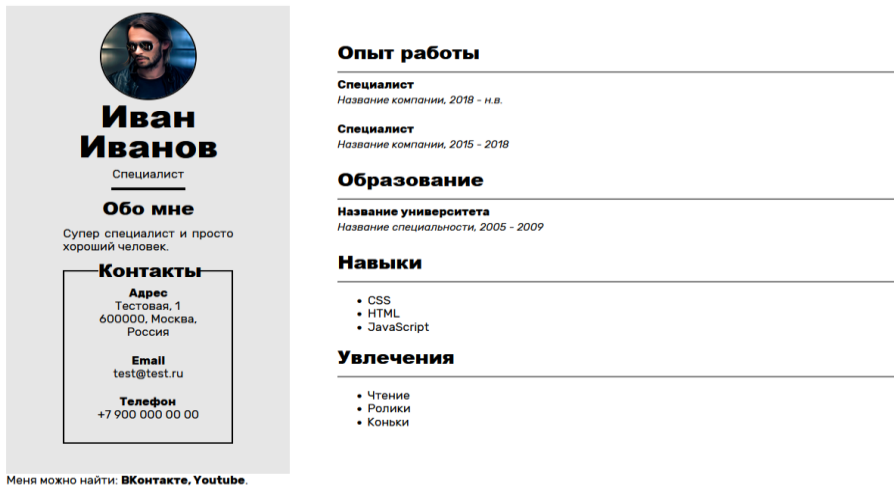 Иван
Иванов
Специалист
Обо мне
Супер специалист и просто
хороший человек.
Контакты
Адрес
Тестовая, 1
600000, Москва,
Россия
Email
test@test.ru
Телефон
+7 900 000 00 00
Опыт работы
Специалист
Название компании, 2018 - н.в.
Специалист
Название компании, 2015 - 2018
Образование
Название университета
Название специальности, 2005 - 2009
Навыки
• CSS
• HTML
• JavaScript
Увлечения
• Чтение
• Ролики
• Коньки
Меня можно найти: ВКонтакте, Youtube.